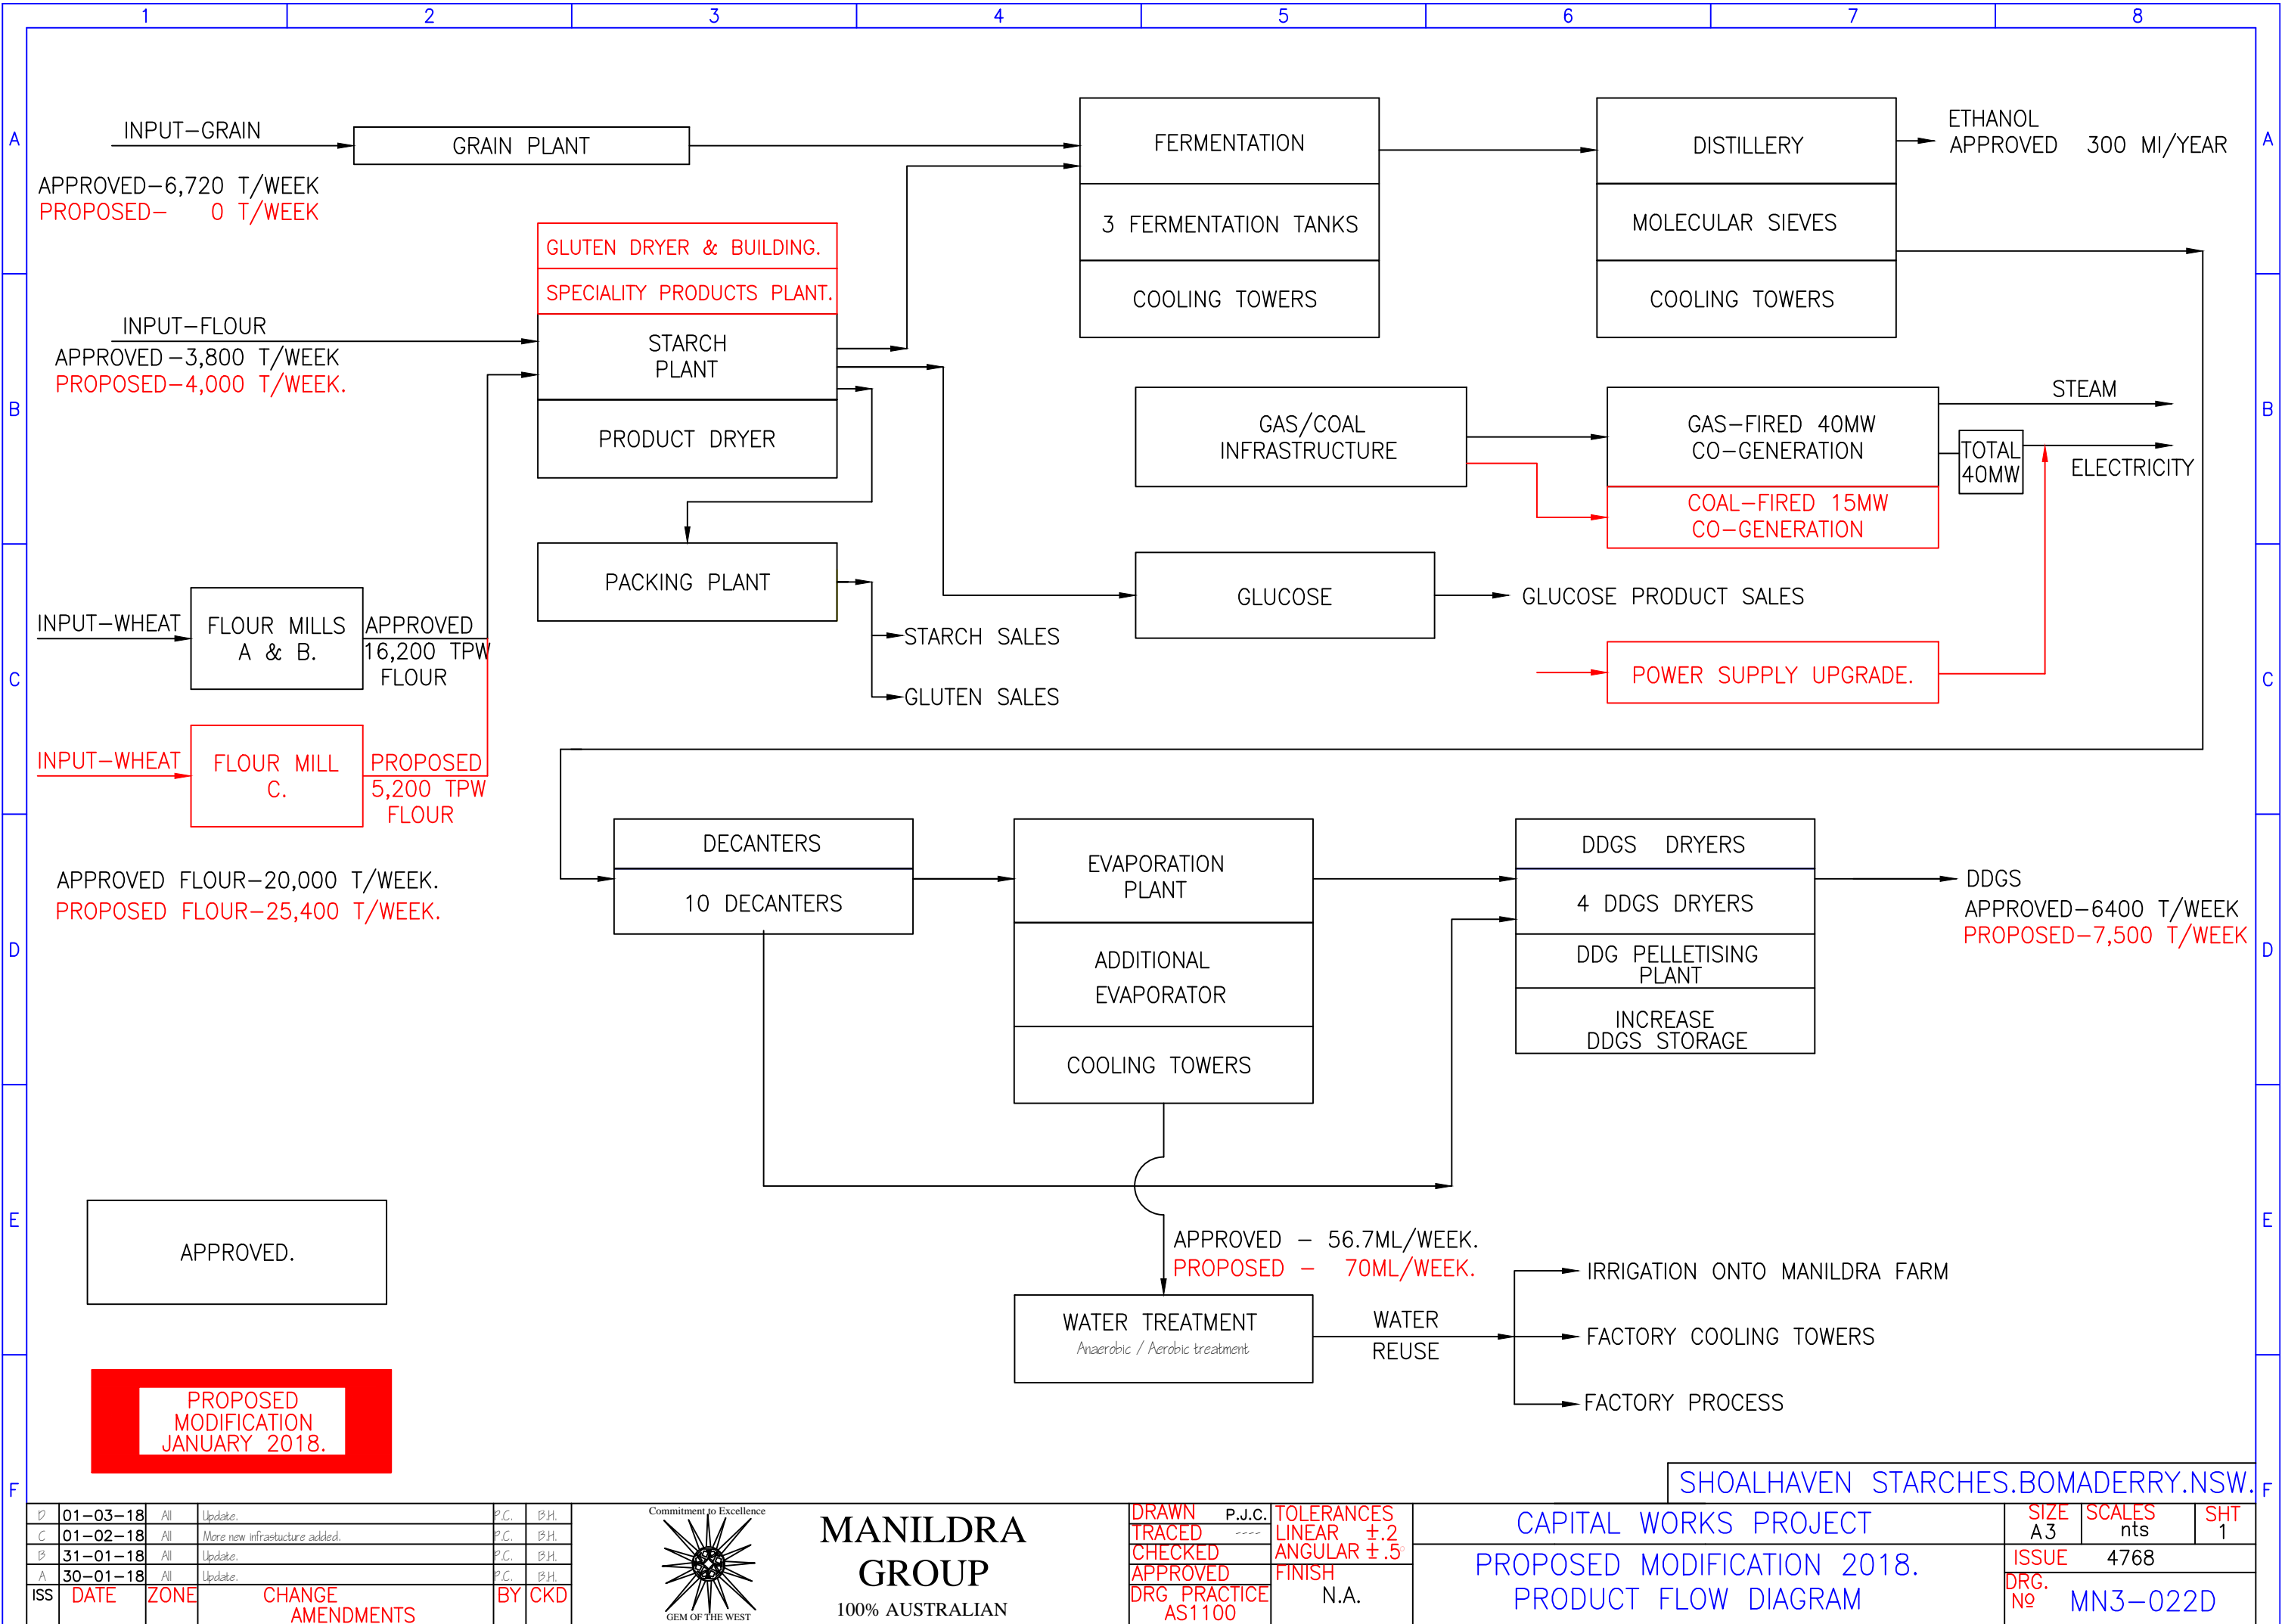 1 2 3 4 5 6 7 8
A A
B B
C C
D D
E E
F F
INPUT-GRAIN
APPROVED-6,720 T/WEEK
PROPOSED- 0 T/WEEK
GRAIN PLANT
FERMENTATION
3 FERMENTATION TANKS
COOLING TOWERS
DISTILLERY
MOLECULAR SIEVES
COOLING TOWERS
ETHANOL
APPROVED 300 Ml/YEAR
GLUTEN DRYER & BUILDING.
SPECIALITY PRODUCTS PLANT.
STARCH
PLANT
PRODUCT DRYER
INPUT-FLOUR
APPROVED-3,800 T/WEEK
PROPOSED-4,000 T/WEEK.
GAS/COAL
INFRASTRUCTURE
GAS-FIRED 40MW
CO-GENERATION
COAL-FIRED 15MW
CO-GENERATION
TOTAL
40MW
STEAM
ELECTRICITY
PACKING PLANT
STARCH SALES
GLUTEN SALES
GLUCOSE
GLUCOSE PRODUCT SALES
POWER SUPPLY UPGRADE.
INPUT-WHEAT
FLOUR MILLS
A & B.
APPROVED
16,200 TPW
FLOUR
INPUT-WHEAT
FLOUR MILL
C.
PROPOSED
5,200 TPW
FLOUR
APPROVED FLOUR-20,000 T/WEEK.
PROPOSED FLOUR-25,400 T/WEEK.
DECANTERS
10 DECANTERS
EVAPORATION
PLANT
ADDITIONAL
EVAPORATOR
COOLING TOWERS
DDGS DRYERS
4 DDGS DRYERS
DDG PELLETISING
PLANT
INCREASE
DDGS STORAGE
DDGS
APPROVED-6400 T/WEEK
PROPOSED-7,500 T/WEEK
APPROVED - 56.7ML/WEEK.
PROPOSED - 70ML/WEEK.
WATER TREATMENT
Anaerobic / Aerobic treatment
WATER
REUSE
IRRIGATION ONTO MANILDRA FARM
FACTORY COOLING TOWERS
FACTORY PROCESS
APPROVED.
PROPOSED
MODIFICATION
JANUARY 2018.
SHOALHAVEN STARCHES.BOMADERRY.NSW.
D 01-03-18 All Update. P.C. B.H.
C 01-02-18 All More new infrastucture added. P.C. B.H.
B 31-01-18 All Update. P.C. B.H.
A 30-01-18 All Update. P.C. B.H.
ISS DATE ZONE CHANGE BY CKD
AMENDMENTS
Commitment to Excellence
GEM OF THE WEST
MANILDRA
GROUP
100% AUSTRALIAN
DRAWN P.J.C.
TRACED ----
CHECKED
APPROVED
DRG PRACTICE
AS1100
TOLERANCES
LINEAR ±.2
ANGULAR ±.5°
FINISH
N.A.
CAPITAL WORKS PROJECT
PROPOSED MODIFICATION 2018.
PRODUCT FLOW DIAGRAM
SIZE
A3
SCALES
nts
SHT
1
ISSUE 4768
DRG.
Nº MN3-022D